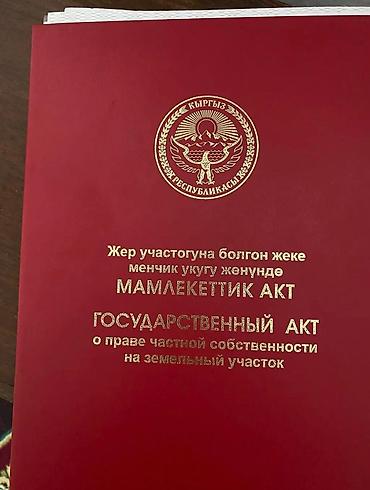 КЫРГЫЗ
РЕСПУБЛИКАСЫ
Жер участогуна болгон жеке
менчик укугу жөнүндө
МАМЛЕКЕТТИК АКТ
ГОСУДАРСТВЕННЫЙ АКТ
о праве частной собственности
на земельный участок